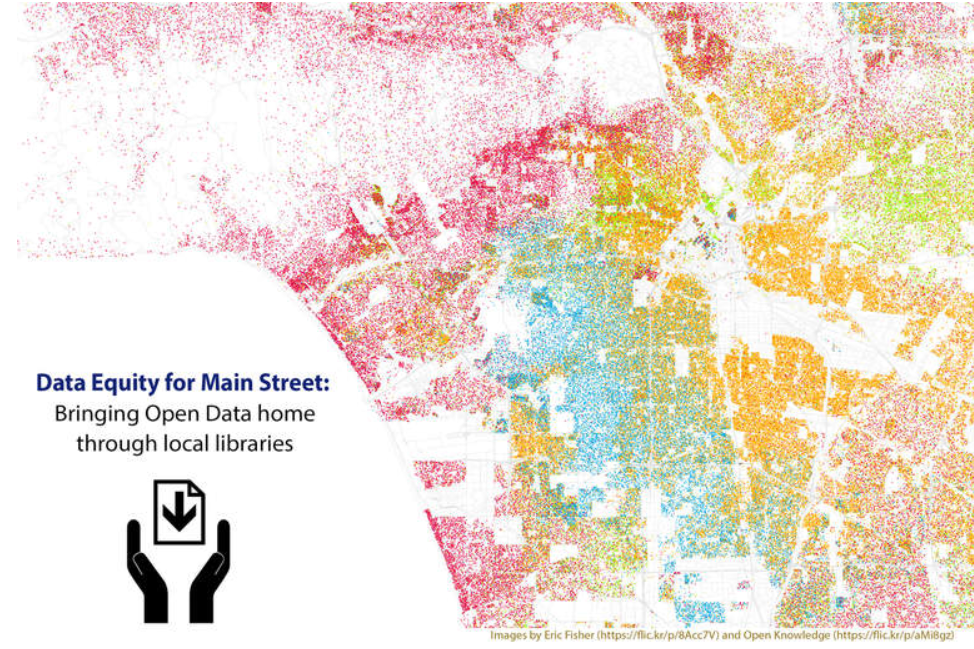 Data Equity for Main Street:
Bringing Open Data home
through local libraries
Images by Eric Fisher (https://flic.kr/p/8Acc7V) and Open Knowledge (https://flic.kr/p/aMi8gz)